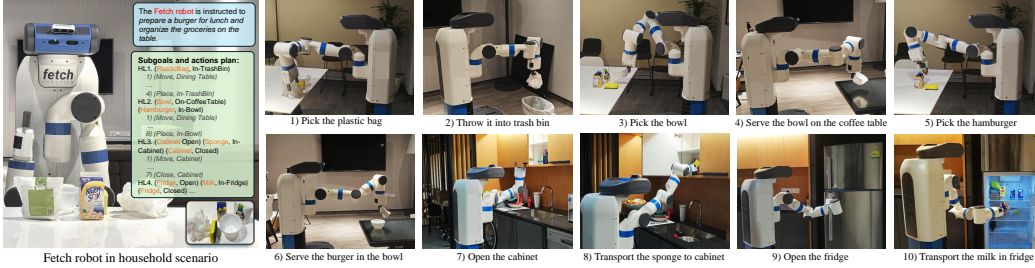 The Fetch robot is instructed to
prepare a burger for lunch and
organize the groceries on the
table.
fetch
Subgoals and actions plan:
HL1. (PlasticBag, In-TrashBin)
1) (Move, Dining Table)
...
4) (Place, In-TrashBin)
HL2. (Bowl, On-CoffeeTable)
(Hamburger, In-Bowl)
1) (Move, Dining Table)
...
8) (Place, In-Bowl)
HL3. (Cabinet Open) (Sponge, In-
Cabinet) (Cabinet, Closed)
1) (Move, Cabinet)
...
7) (Close, Cabinet)
HL4. (Fridge, Open) (Milk, In-Fridge)
(Fridge, Closed) ...
Fetch robot in household scenario
1) Pick the plastic bag
2) Throw it into trash bin
3) Pick the bowl
4) Serve the bowl on the coffee table
5) Pick the hamburger
6) Serve the burger in the bowl
7) Open the cabinet
8) Transport the sponge to cabinet
9) Open the fridge
10) Transport the milk in fridge